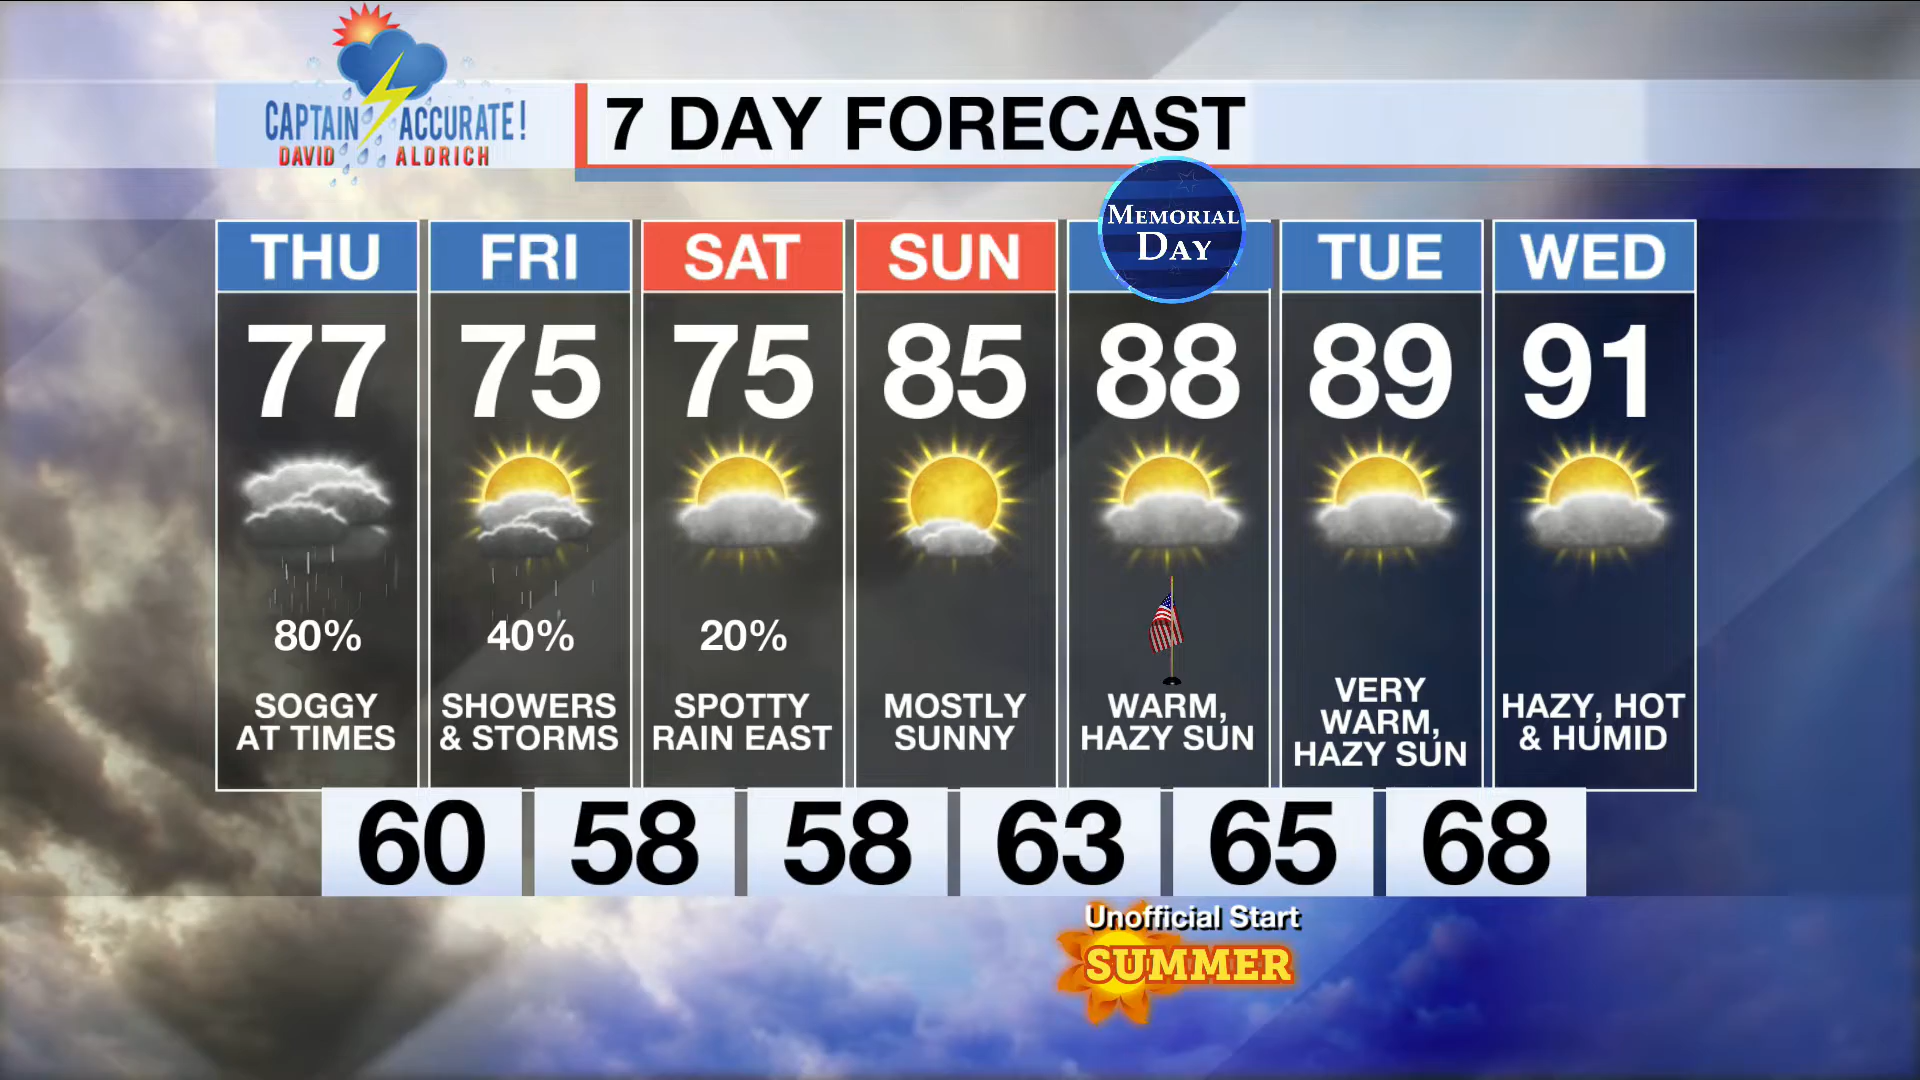 CAPTAIN ACCURATE!
DAVID ALDRICH
7 DAY FORECAST
THU
77
80%
SOGGY
AT TIMES
FRI
75
40%
SHOWERS
& STORMS
SAT
75
20%
SPOTTY
RAIN EAST
SUN
85
MOSTLY
SUNNY
MEMORIAL
DAY
88
WARM,
HAZY SUN
TUE
89
VERY
WARM,
HAZY SUN
WED
91
HAZY, HOT
& HUMID
60 58 58 63 65 68
Unofficial Start
SUMMER